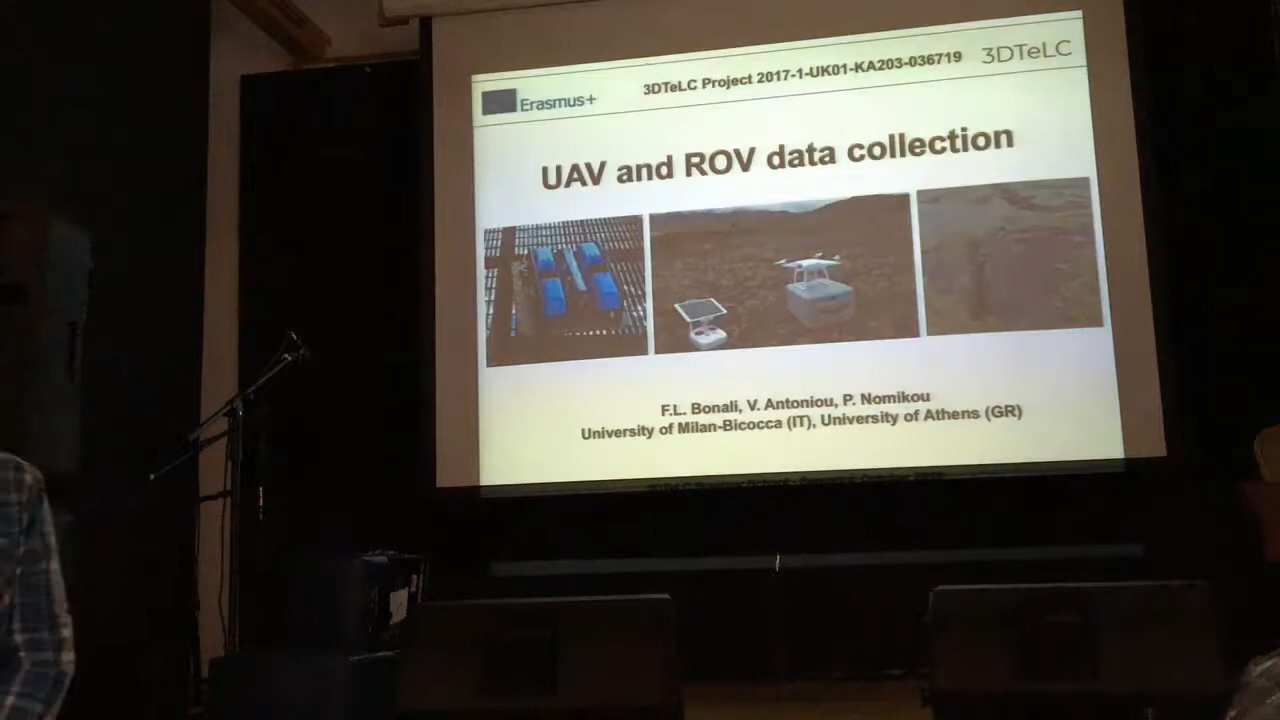 Erasmus+
3DTeLC Project 2017-1-UK01-KA203-036719
3DTeLC
UAV and ROV data collection
F.L. Bonali, V. Antoniou, P. Nomikou
University of Milan-Bicocca (IT), University of Athens (GR)